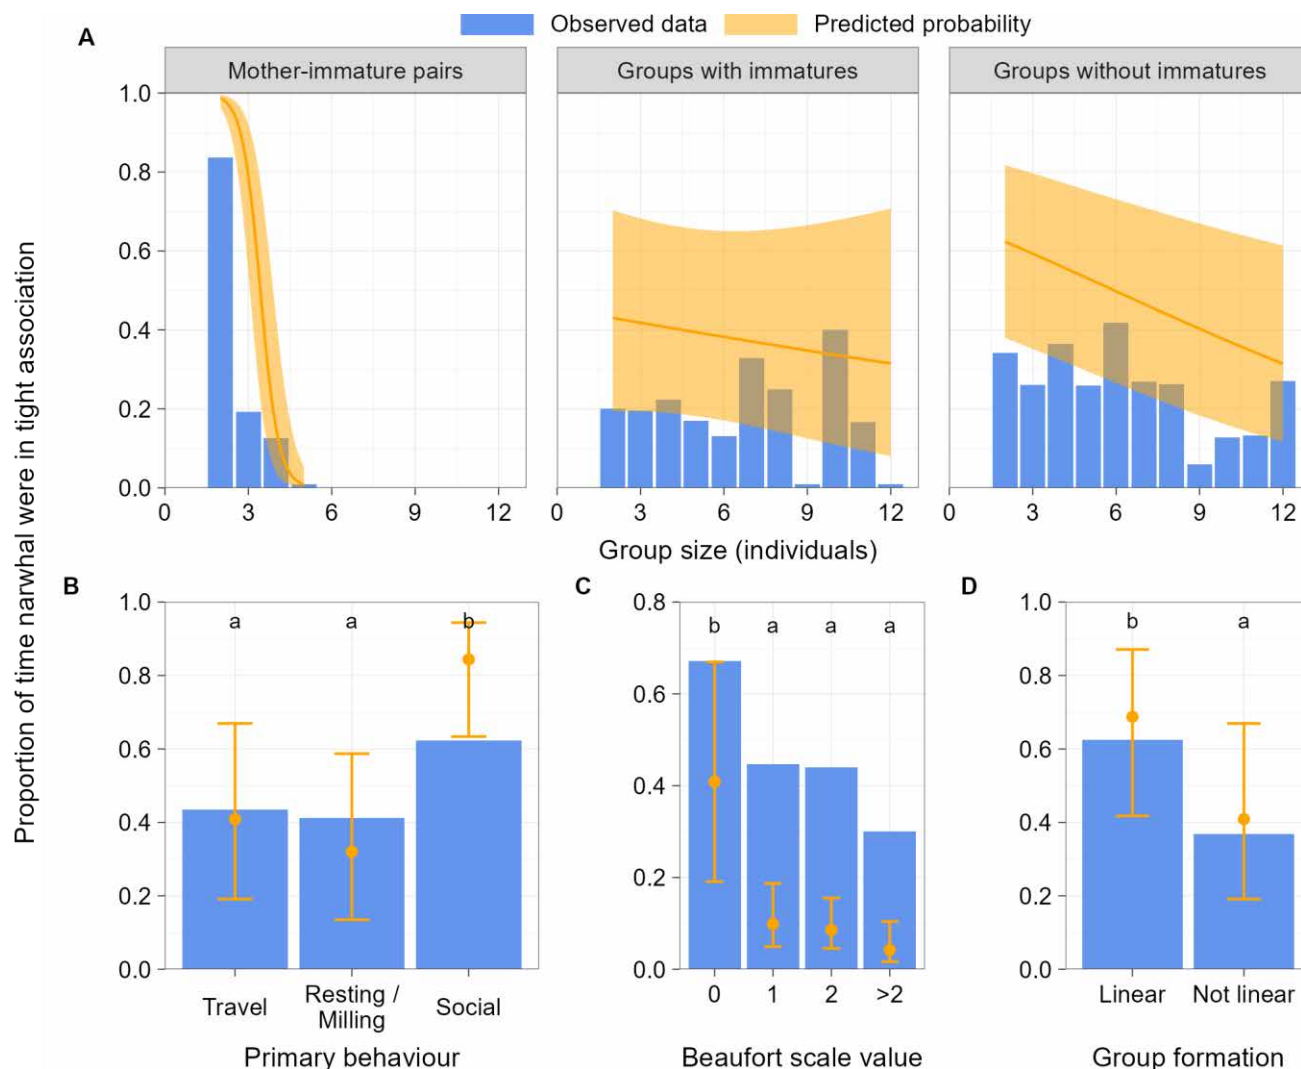 Observed data Predicted probability
A
Mother-immature pairs Groups with immatures Groups without immatures
1.0
0.8
0.6
0.4
0.2
0.0
0 3 6 9 12 0 3 6 9 12 0 3 6 9 12
Group size (individuals)
Proportion of time narwhal were in tight association
B
1.0
0.8
0.6
0.4
0.2
0.0
a a b
Travel Resting / Milling Social
Primary behaviour
C
0.8
0.6
0.4
0.2
0.0
b a a a
0 1 2 >2
Beaufort scale value
D
1.0
0.8
0.6
0.4
0.2
0.0
b a
Linear Not linear
Group formation